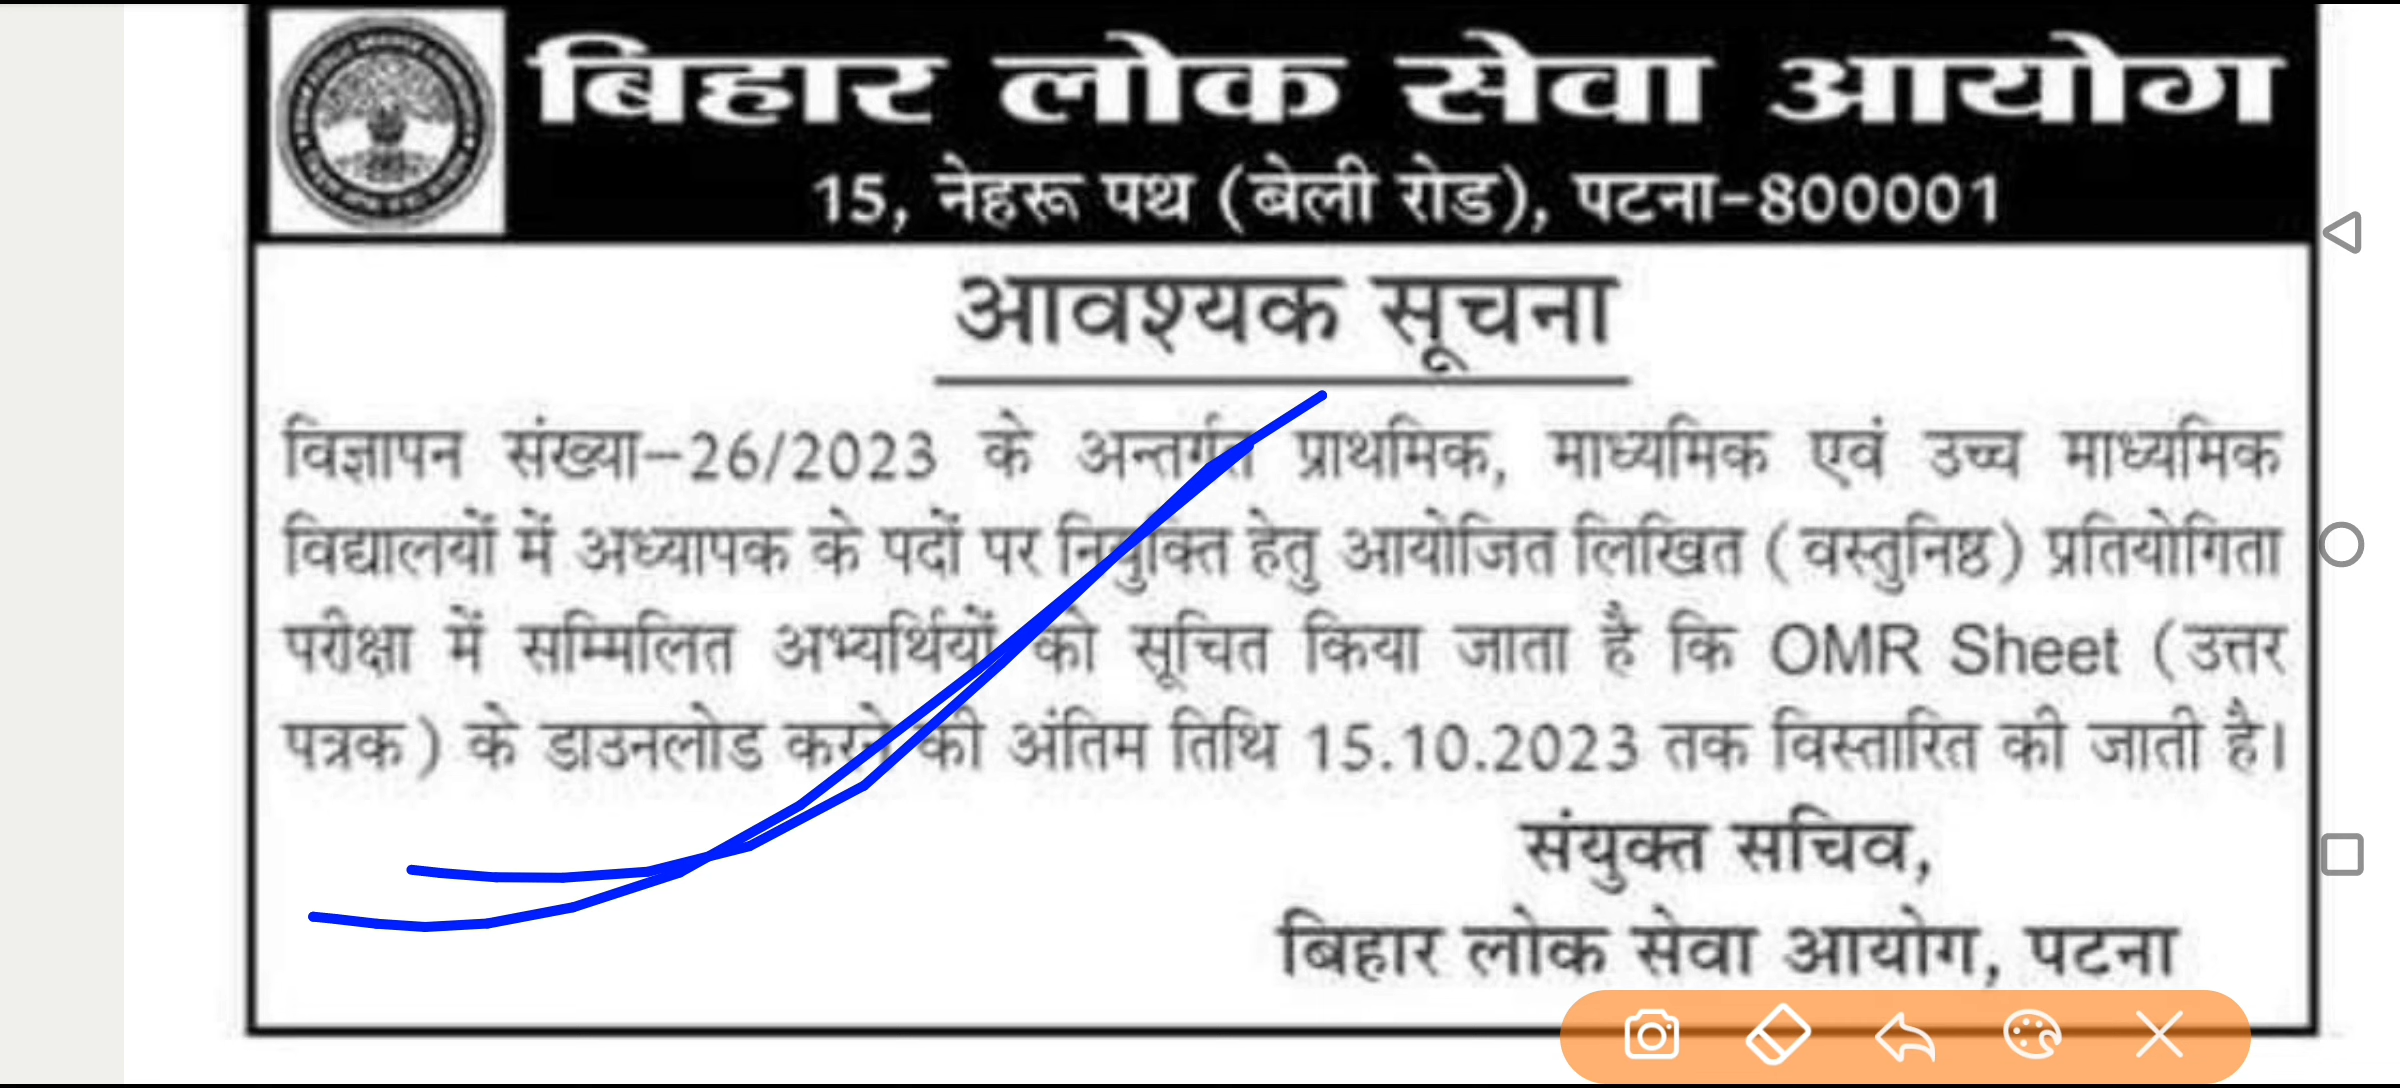 बिहार लोक सेवा आयोग
15, नेहरू पथ (बेली रोड), पटना-800001
आवश्यक सूचना
विज्ञापन संख्या-26/2023 के अन्तर्गत प्राथमिक, माध्यमिक एवं उच्च माध्यमिक
विद्यालयों में अध्यापक के पदों पर नियुक्ति हेतु आयोजित लिखित (वस्तुनिष्ठ) प्रतियोगिता
परीक्षा में सम्मिलित अभ्यर्थियों को सूचित किया जाता है कि OMR Sheet (उत्तर
पत्रक) के डाउनलोड करने की अंतिम तिथि 15.10.2023 तक विस्तारित की जाती है।
संयुक्त सचिव,
बिहार लोक सेवा आयोग, पटना